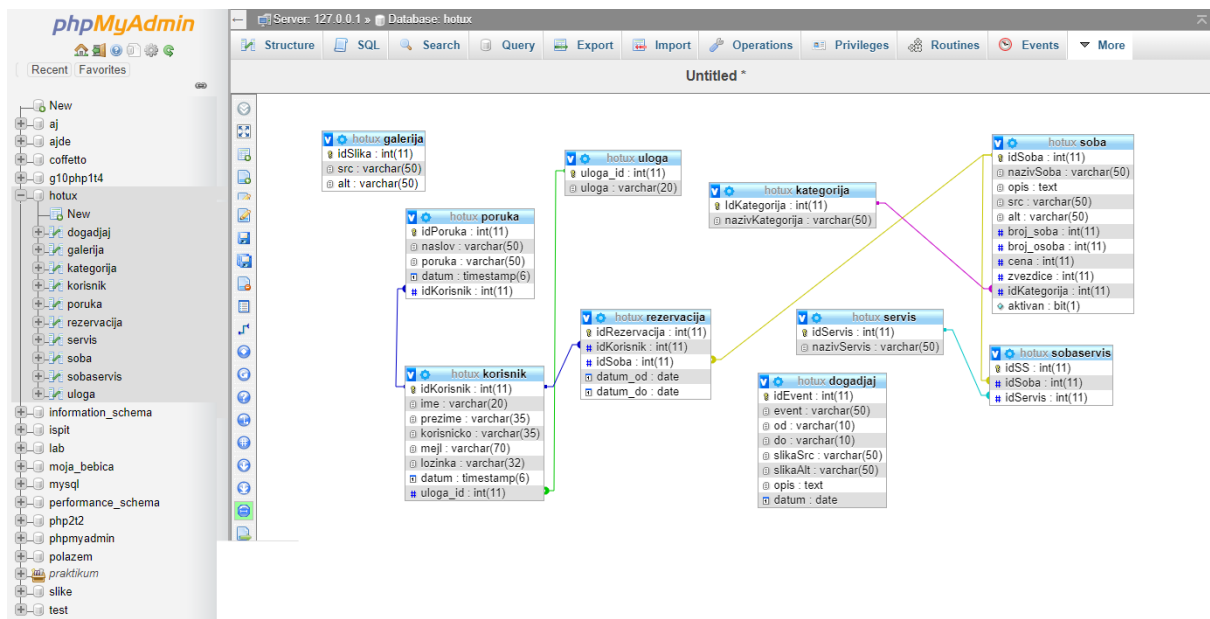 phpMyAdmin
Recent Favorites
New
aj
ajde
coffetto
g10php1t4
hotux
New
dogadjaj
galerija
kategorija
korisnik
poruka
rezervacija
servis
soba
sobaservis
uloga
information_schema
ispit
lab
moja_bebica
mysql
performance_schema
php2t2
phpmyadmin
polazem
praktikum
slike
test
Server: 127.0.0.1 » Database: hotux
Structure SQL Search Query Export Import Operations Privileges Routines Events More
Untitled *
hotux galerija
idSlika : int(11)
src : varchar(50)
alt : varchar(50)
hotux uloga
uloga_id : int(11)
uloga : varchar(20)
hotux kategorija
IdKategorija : int(11)
nazivKategorija : varchar(50)
hotux soba
idSoba : int(11)
nazivSoba : varchar(50)
opis : text
src : varchar(50)
alt : varchar(50)
broj_soba : int(11)
broj_osoba : int(11)
cena : int(11)
zvezdice : int(11)
idKategorija : int(11)
aktivan : bit(1)
hotux poruka
idPoruka : int(11)
naslov : varchar(50)
poruka : varchar(50)
datum : timestamp(6)
idKorisnik : int(11)
hotux rezervacija
idRezervacija : int(11)
idKorisnik : int(11)
idSoba : int(11)
datum_od : date
datum_do : date
hotux servis
idServis : int(11)
nazivServis : varchar(50)
hotux sobaservis
idSS : int(11)
idSoba : int(11)
idServis : int(11)
hotux korisnik
idKorisnik : int(11)
ime : varchar(20)
prezime : varchar(35)
korisnicko : varchar(35)
mejl : varchar(70)
lozinka : varchar(32)
datum : timestamp(6)
uloga_id : int(11)
hotux dogadjaj
idEvent : int(11)
event : varchar(50)
od : varchar(10)
do : varchar(10)
slikaSrc : varchar(50)
slikaAlt : varchar(50)
opis : text
datum : date